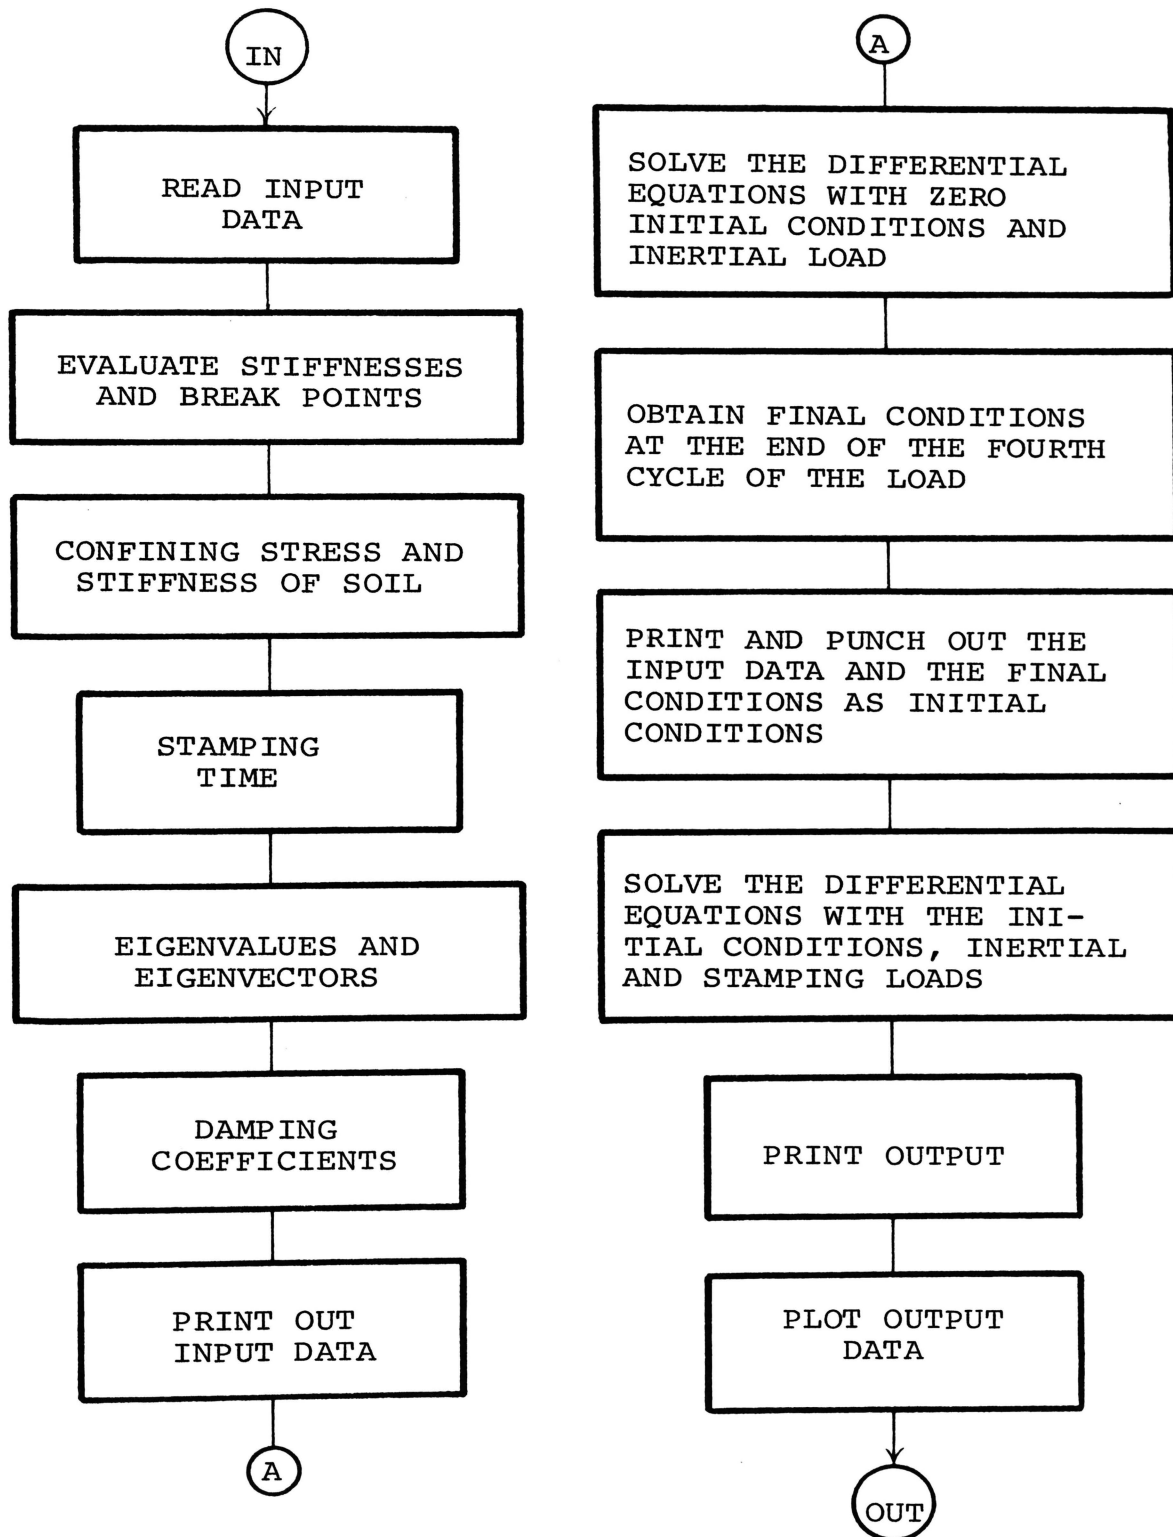 IN
READ INPUT
DATA
EVALUATE STIFFNESSES
AND BREAK POINTS
CONFINING STRESS AND
STIFFNESS OF SOIL
STAMPING
TIME
EIGENVALUES AND
EIGENVECTORS
DAMPING
COEFFICIENTS
PRINT OUT
INPUT DATA
A
A
SOLVE THE DIFFERENTIAL
EQUATIONS WITH ZERO
INITIAL CONDITIONS AND
INERTIAL LOAD
OBTAIN FINAL CONDITIONS
AT THE END OF THE FOURTH
CYCLE OF THE LOAD
PRINT AND PUNCH OUT THE
INPUT DATA AND THE FINAL
CONDITIONS AS INITIAL
CONDITIONS
SOLVE THE DIFFERENTIAL
EQUATIONS WITH THE INI-
TIAL CONDITIONS, INERTIAL
AND STAMPING LOADS
PRINT OUTPUT
PLOT OUTPUT
DATA
OUT